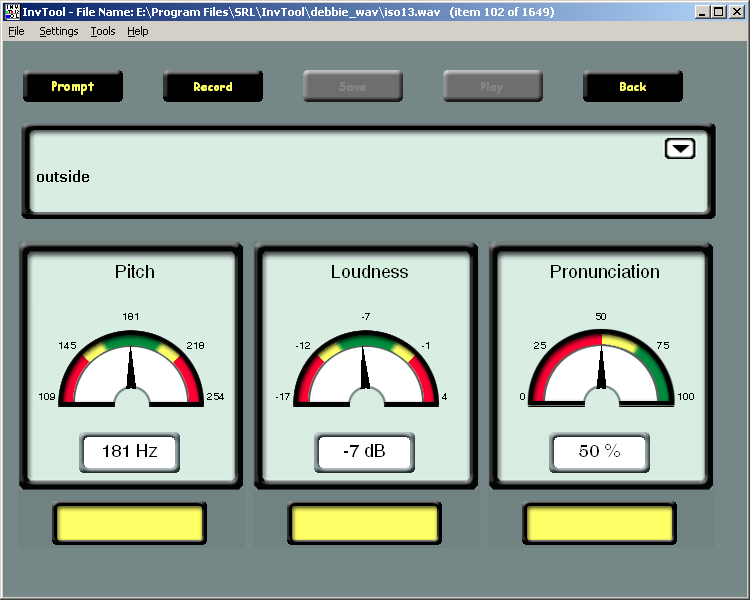 InvTool - File Name: E:\Program Files\SRL\InvTool\debbie_wav\iso13.wav (item 102 of 1649)
File Settings Tools Help
Prompt Record Save Play Back
outside
Pitch
181
145 218
109 254
181 Hz
Loudness
-7
-12 -1
-17 4
-7 dB
Pronunciation
50
25 75
0 100
50 %